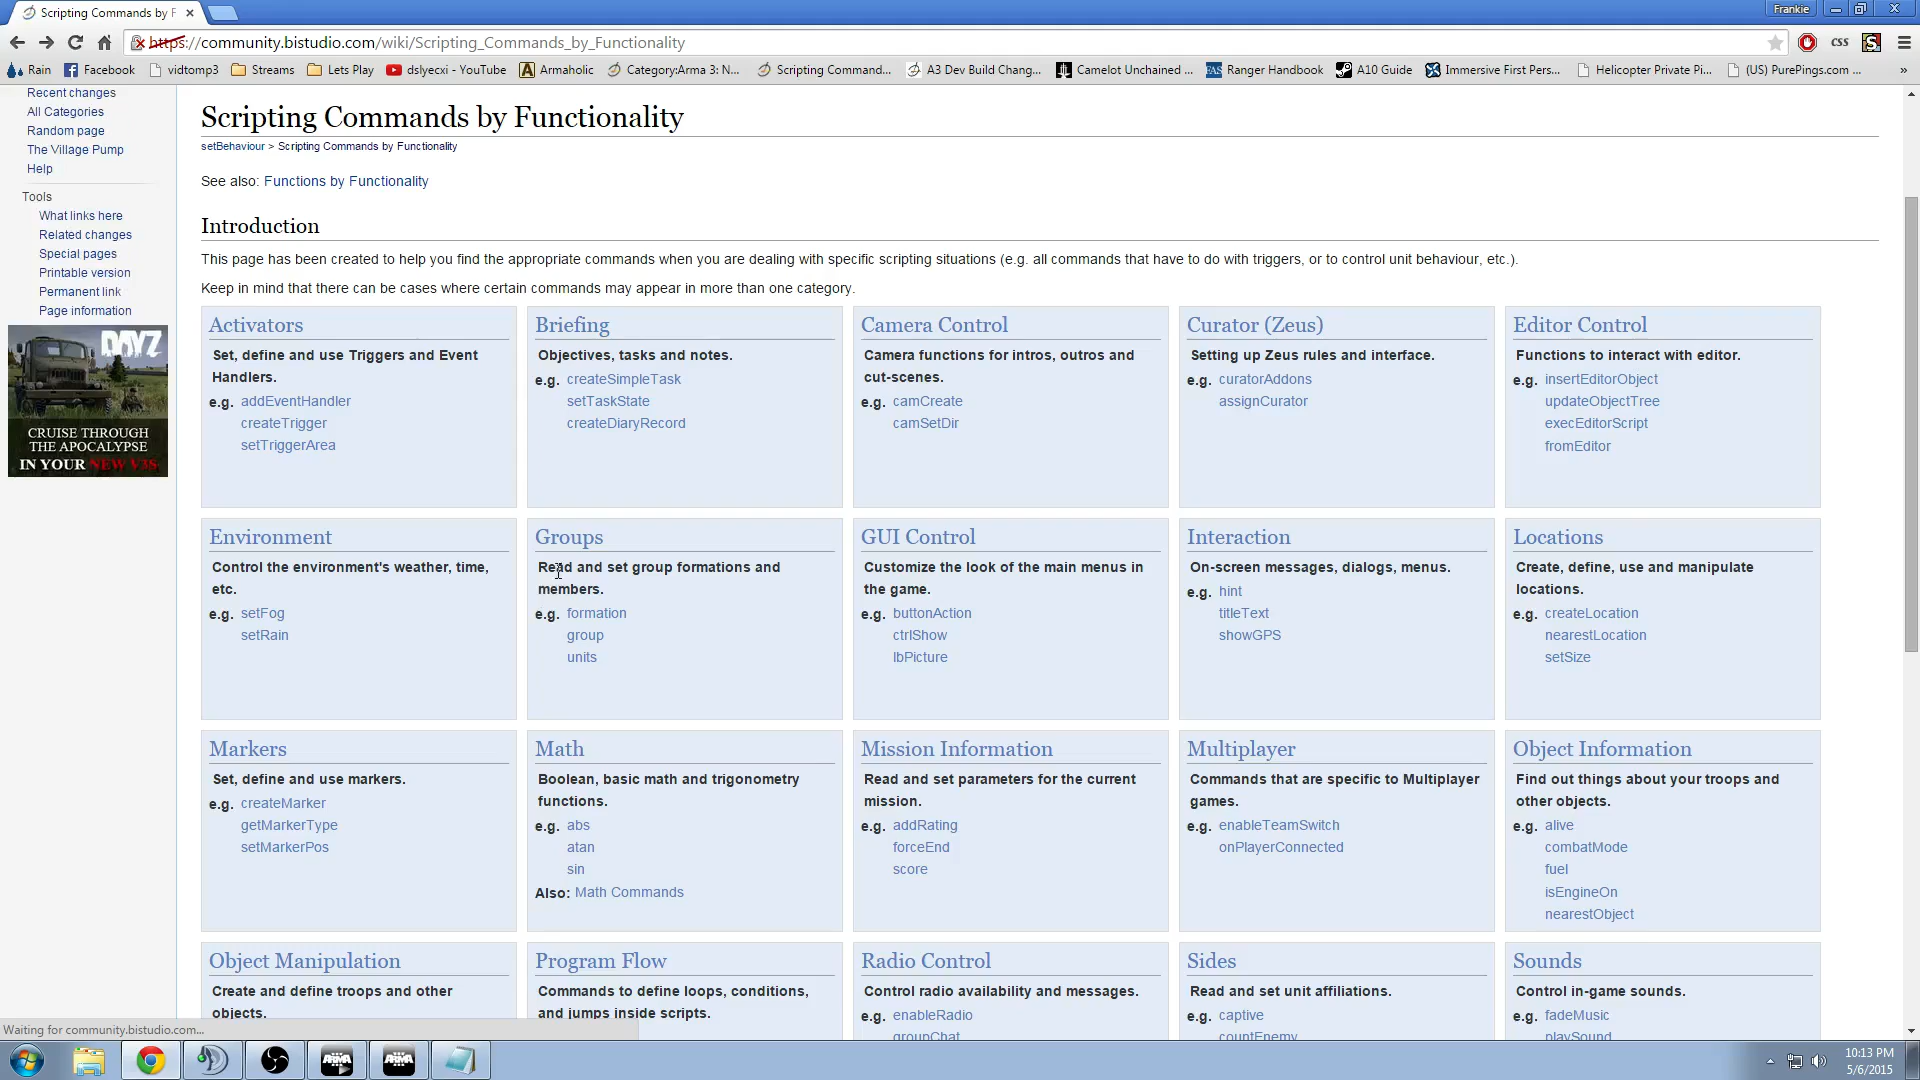 Scripting Commands by F
Frankie
https://community.bistudio.com/wiki/Scripting_Commands_by_Functionality
CSS
Rain
Facebook
vidtomp3
Streams
Lets Play
dslyecxi - YouTube
Armaholic
Category:Arma 3: N...
Scripting Command...
A3 Dev Build Chang...
Camelot Unchained ...
Ranger Handbook
A10 Guide
Immersive First Pers...
Helicopter Private Pi...
(US) PurePings.com ...
Recent changes
All Categories
Random page
The Village Pump
Help
Tools
What links here
Related changes
Special pages
Printable version
Permanent link
Page information
DAYZ
CRUISE THROUGH
THE APOCALYPSE
IN YOUR NEW V3S
Scripting Commands by Functionality
setBehaviour > Scripting Commands by Functionality
See also: Functions by Functionality
Introduction
This page has been created to help you find the appropriate commands when you are dealing with specific scripting situations (e.g. all commands that have to do with triggers, or to control unit behaviour, etc.).
Keep in mind that there can be cases where certain commands may appear in more than one category.
Activators
Set, define and use Triggers and Event
Handlers.
e.g. addEventHandler
createTrigger
setTriggerArea
Briefing
Objectives, tasks and notes.
e.g. createSimpleTask
setTaskState
createDiaryRecord
Camera Control
Camera functions for intros, outros and
cut-scenes.
e.g. camCreate
camSetDir
Curator (Zeus)
Setting up Zeus rules and interface.
e.g. curatorAddons
assignCurator
Editor Control
Functions to interact with editor.
e.g. insertEditorObject
updateObjectTree
execEditorScript
fromEditor
Environment
Control the environment's weather, time,
etc.
e.g. setFog
setRain
Groups
Read and set group formations and
members.
e.g. formation
group
units
GUI Control
Customize the look of the main menus in
the game.
e.g. buttonAction
ctrlShow
lbPicture
Interaction
On-screen messages, dialogs, menus.
e.g. hint
titleText
showGPS
Locations
Create, define, use and manipulate
locations.
e.g. createLocation
nearestLocation
setSize
Markers
Set, define and use markers.
e.g. createMarker
getMarkerType
setMarkerPos
Math
Boolean, basic math and trigonometry
functions.
e.g. abs
atan
sin
Also: Math Commands
Mission Information
Read and set parameters for the current
mission.
e.g. addRating
forceEnd
score
Multiplayer
Commands that are specific to Multiplayer
games.
e.g. enableTeamSwitch
onPlayerConnected
Object Information
Find out things about your troops and
other objects.
e.g. alive
combatMode
fuel
isEngineOn
nearestObject
Object Manipulation
Create and define troops and other
objects.
Program Flow
Commands to define loops, conditions,
and jumps inside scripts.
Radio Control
Control radio availability and messages.
e.g. enableRadio
groupChat
Sides
Read and set unit affiliations.
e.g. captive
countEnemy
Sounds
Control in-game sounds.
e.g. fadeMusic
playSound
Waiting for community.bistudio.com...
ARMA
ARMA
10:13 PM
5/6/2015